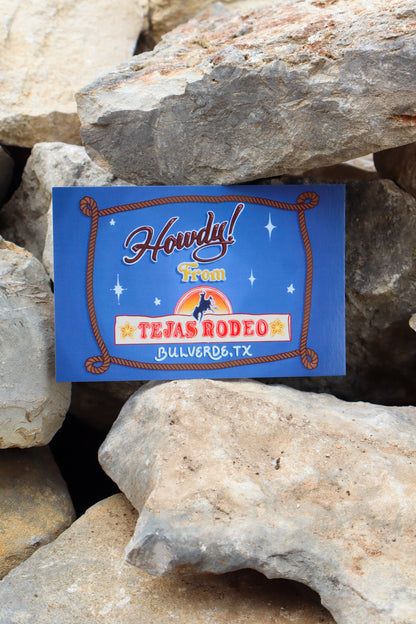 Howdy!
From
TEJAS RODEO
BULVERDE, TX